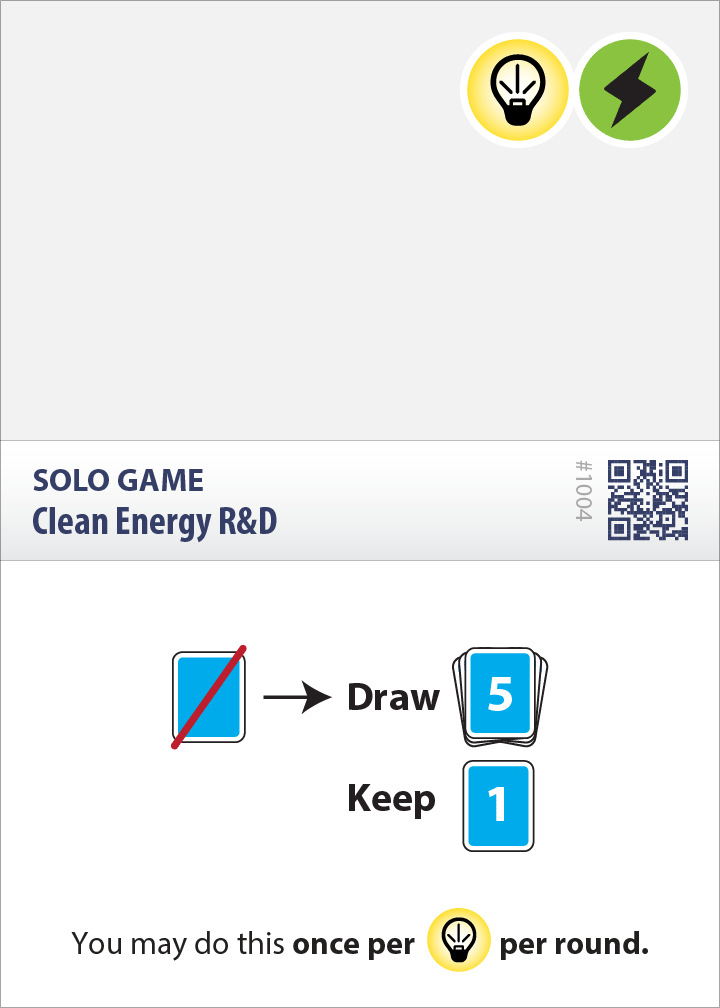 SOLO GAME
Clean Energy R&D
#1004
Draw 5
Keep 1
You may do this once per per round.